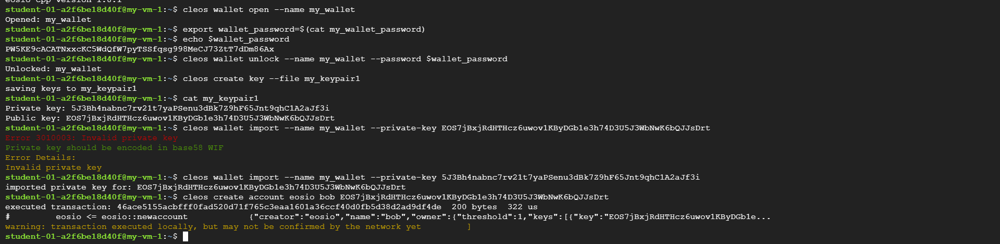 eosio cpp version 1.6.1
student-01-a2f6be18d40f@my-vm-1:~$ cleos wallet open --name my_wallet
Opened: my_wallet
student-01-a2f6be18d40f@my-vm-1:~$ export wallet_password=$(cat my_wallet_password)
student-01-a2f6be18d40f@my-vm-1:~$ echo $wallet_password
PW5KE9cACATNxxcKC5WdQfW7pyTSSfqsg998MeCJ73ZtT7dDm86Ax
student-01-a2f6be18d40f@my-vm-1:~$ cleos wallet unlock --name my_wallet --password $wallet_password
Unlocked: my_wallet
student-01-a2f6be18d40f@my-vm-1:~$ cleos create key --file my_keypair1
saving keys to my_keypair1
student-01-a2f6be18d40f@my-vm-1:~$ cat my_keypair1
Private key: 5J3Bh4nabnc7rv21t7yaPSenu3dBk7Z9hF65Jnt9qhC1A2aJf3i
Public key: EOS7jBxjRdHTHcz6uwov1KByDGb1e3h74D3U5J3WbNwK6bQJJsDrt
student-01-a2f6be18d40f@my-vm-1:~$ cleos wallet import --name my_wallet --private-key EOS7jBxjRdHTHcz6uwov1KByDGb1e3h74D3U5J3WbNwK6bQJJsDrt
Error 3010003: Invalid private key
Private key should be encoded in base58 WIF
Error Details:
Invalid private key
student-01-a2f6be18d40f@my-vm-1:~$ cleos wallet import --name my_wallet --private-key 5J3Bh4nabnc7rv21t7yaPSenu3dBk7Z9hF65Jnt9qhC1A2aJf3i
imported private key for: EOS7jBxjRdHTHcz6uwov1KByDGb1e3h74D3U5J3WbNwK6bQJJsDrt
student-01-a2f6be18d40f@my-vm-1:~$ cleos create account eosio bob EOS7jBxjRdHTHcz6uwov1KByDGb1e3h74D3U5J3WbNwK6bQJJsDrt
executed transaction: 46ace5155acbfff0fad520d71f765c3eaa1601a36ccf40d0fb5d38d2ad9df4de  200 bytes  322 us
#         eosio <= eosio::newaccount            {"creator":"eosio","name":"bob","owner":{"threshold":1,"keys":[{"key":"EOS7jBxjRdHTHcz6uwov1KByDGb1e...
warning: transaction executed locally, but may not be confirmed by the network yet         ]
student-01-a2f6be18d40f@my-vm-1:~$